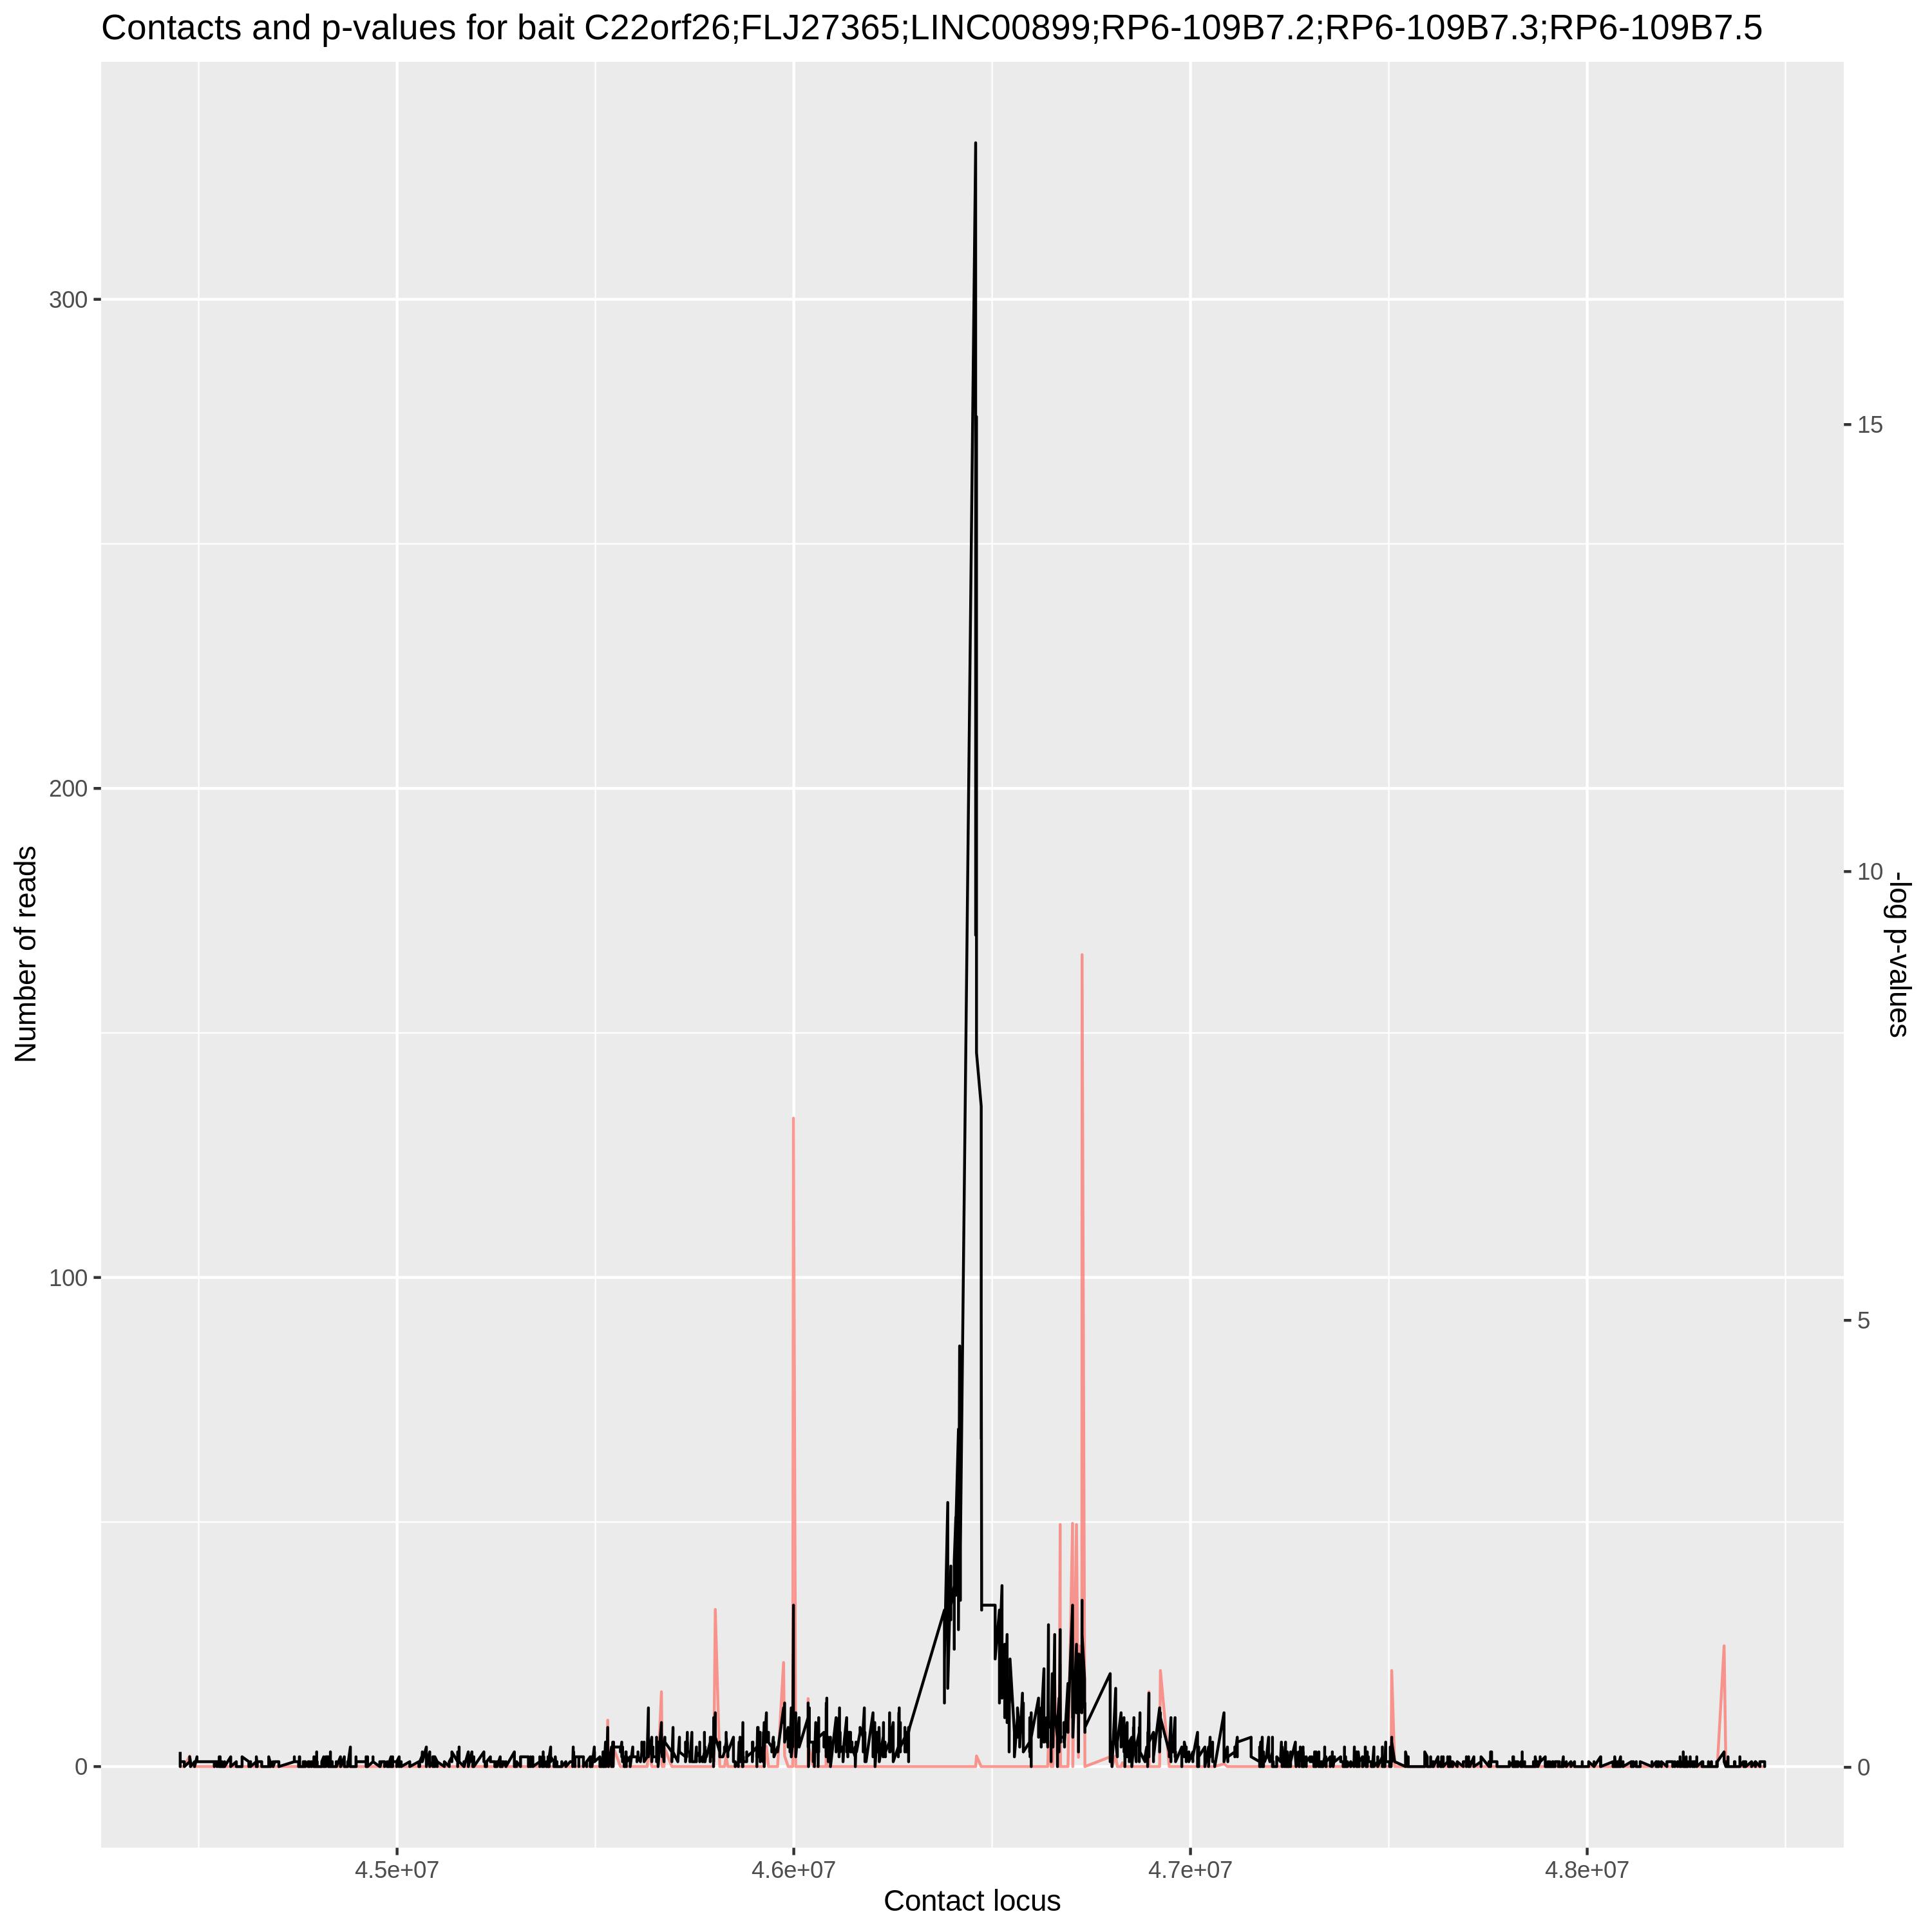 Contacts and p-values for bait C22orf26;FLJ27365;LINC00899;RP6-109B7.2;RP6-109B7.3;RP6-109B7.5
300
200
100
0
Number of reads
15
10
5
0
-log p-values
4.5e+07
4.6e+07
4.7e+07
4.8e+07
Contact locus